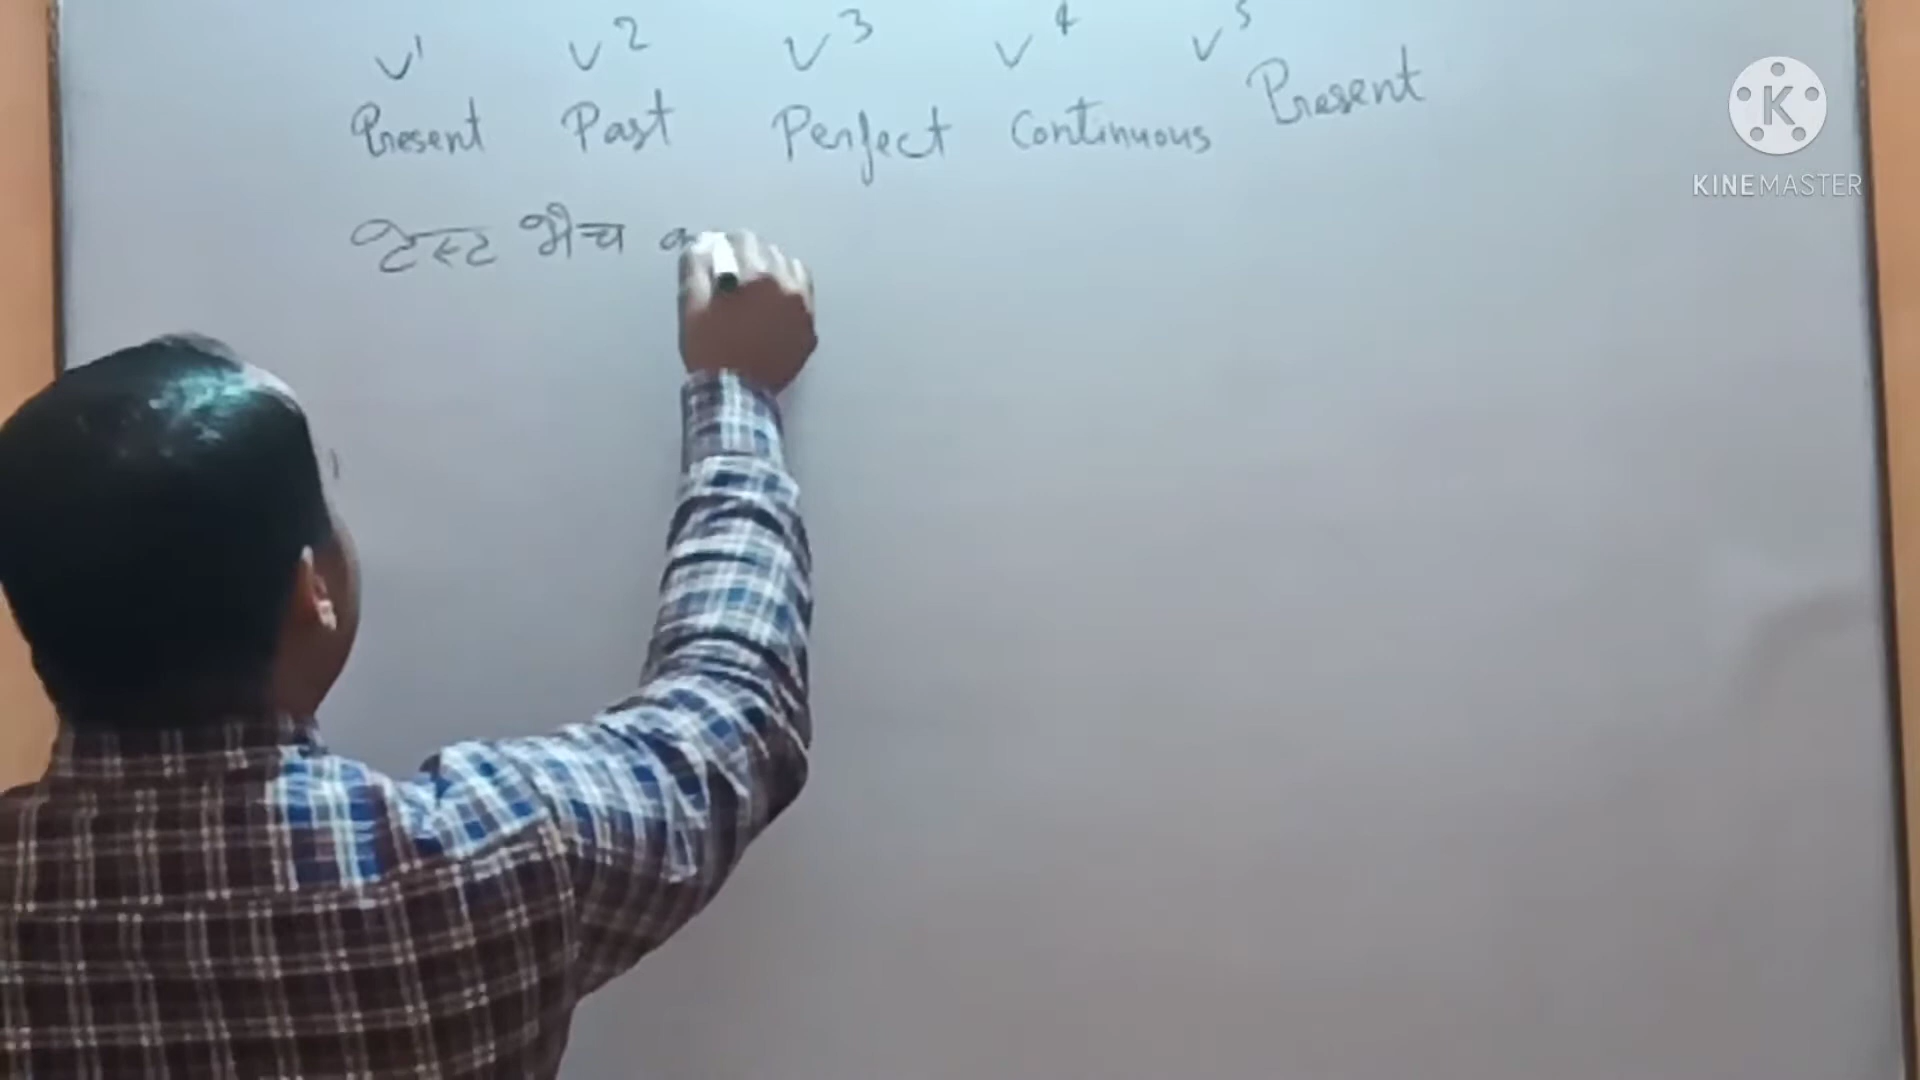 V¹ V² V³ V⁴ V⁵
Present Past Perfect Continuous Present
टेस्ट मैच
KINEMASTER